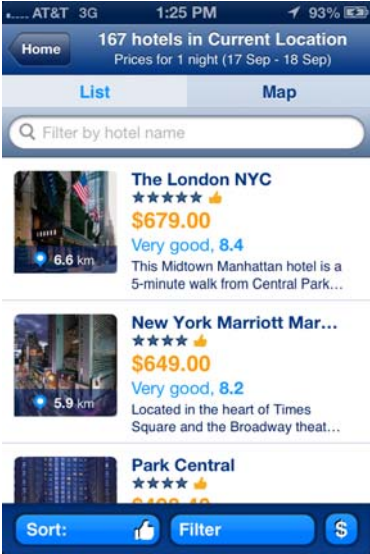 AT&T 3G 1:25 PM 93%
Home
167 hotels in Current Location
Prices for 1 night (17 Sep - 18 Sep)
List Map
Filter by hotel name
The London NYC
$679.00
Very good, 8.4
6.6 km
This Midtown Manhattan hotel is a
5-minute walk from Central Park...
New York Marriott Mar...
$649.00
Very good, 8.2
5.9 km
Located in the heart of Times
Square and the Broadway theat...
Park Central
Sort: Filter $